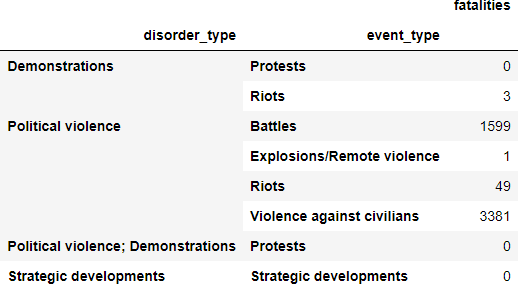 fatalities
disorder_type event_type
Demonstrations Protests 0
Riots 3
Political violence Battles 1599
Explosions/Remote violence 1
Riots 49
Violence against civilians 3381
Political violence; Demonstrations Protests 0
Strategic developments Strategic developments 0